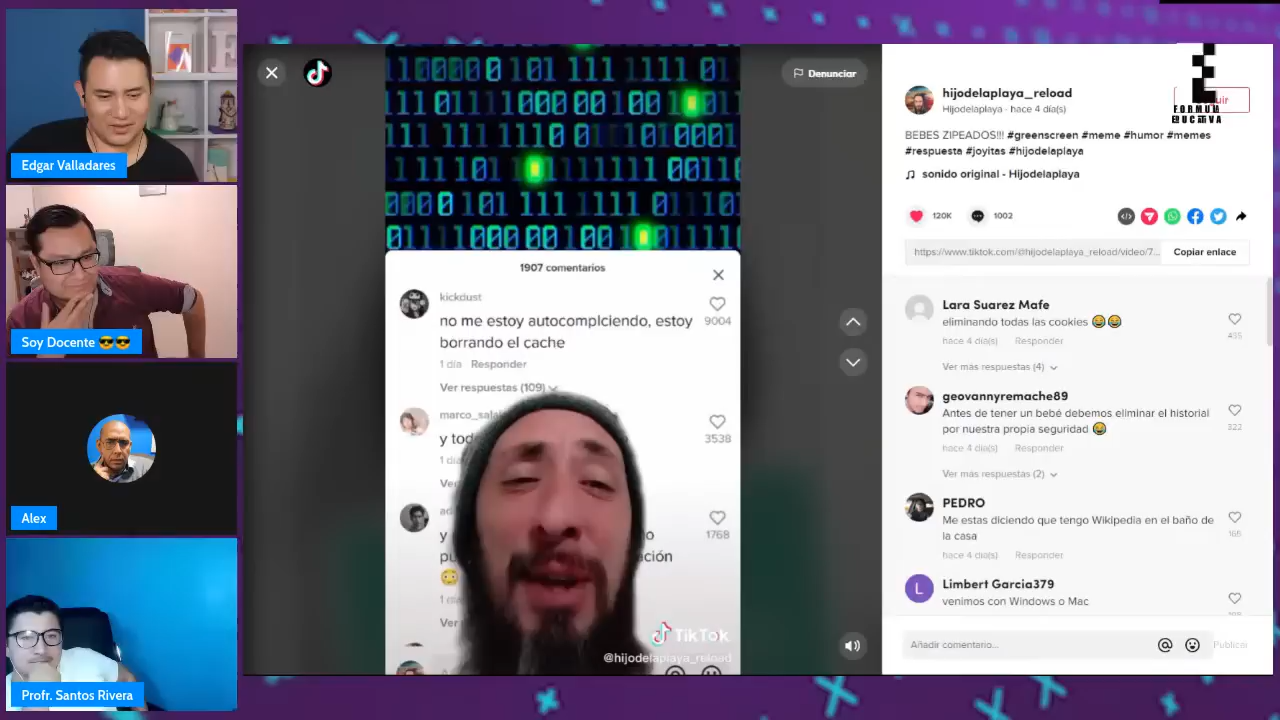 Edgar Valladares
Soy Docente 😎😎
Alex
Profr. Santos Rivera
Denunciar
1907 comentarios
kickdust
no me estoy autocomplciendo, estoy
borrando el cache
9004
1 día Responder
Ver respuestas (109)
3538
1768
TikTok
@hijodelaplaya_reload
hijodelaplaya_reload
Hijodelaplaya · hace 4 día(s)
FORMULA
EDUCATIVA
BEBES ZIPEADOS!!! #greenscreen #meme #humor #memes
#respuesta #joyitas #hijodelaplaya
sonido original - Hijodelaplaya
120K
1002
https://www.tiktok.com/@hijodelaplaya_reload/video/7...
Copiar enlace
Lara Suarez Mafe
eliminando todas las cookies 😂😂
hace 4 día(s) Responder
435
Ver más respuestas (4)
geovannyremache89
Antes de tener un bebé debemos eliminar el historial
por nuestra propia seguridad 😂
322
hace 4 día(s) Responder
Ver más respuestas (2)
PEDRO
Me estas diciendo que tengo Wikipedia en el baño de
la casa
165
hace 4 día(s) Responder
L
Limbert Garcia379
venimos con Windows o Mac
Añadir comentario...
Publicar